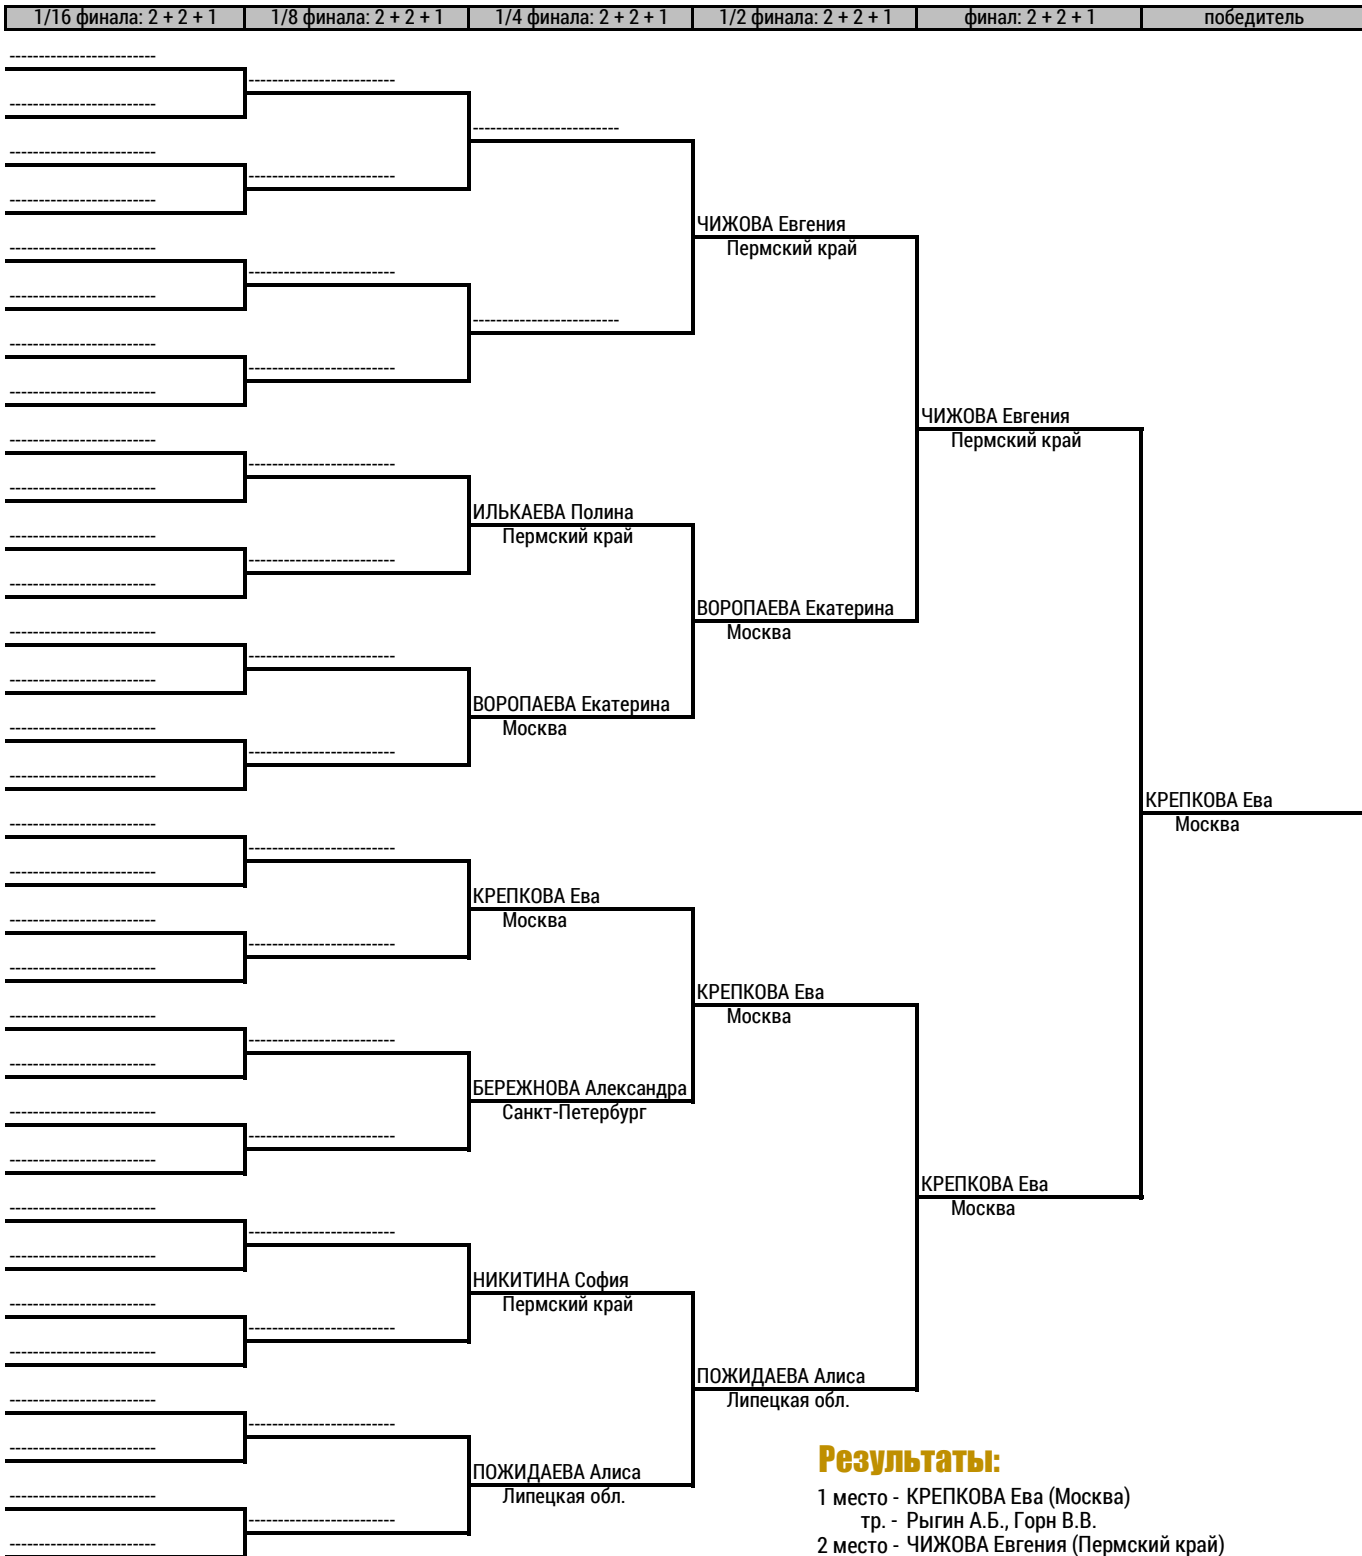 1/16 финала: 2 + 2 + 1 1/8 финала: 2 + 2 + 1 1/4 финала: 2 + 2 + 1 1/2 финала: 2 + 2 + 1 финал: 2 + 2 + 1 победитель
ЧИЖОВА Евгения
Пермский край
ЧИЖОВА Евгения
Пермский край
ИЛЬКАЕВА Полина
Пермский край
ВОРОПАЕВА Екатерина
Москва
ВОРОПАЕВА Екатерина
Москва
КРЕПКОВА Ева
Москва
КРЕПКОВА Ева
Москва
КРЕПКОВА Ева
Москва
БЕРЕЖНОВА Александра
Санкт-Петербург
КРЕПКОВА Ева
Москва
НИКИТИНА София
Пермский край
ПОЖИДАЕВА Алиса
Липецкая обл.
ПОЖИДАЕВА Алиса
Липецкая обл.
Результаты:
1 место - КРЕПКОВА Ева (Москва)
тр. - Рыгин А.Б., Горн В.В.
2 место - ЧИЖОВА Евгения (Пермский край)